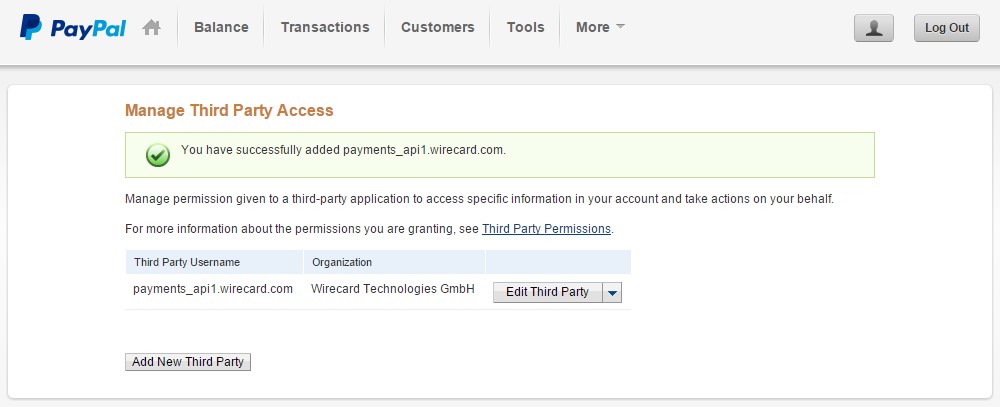 PayPal Balance Transactions Customers Tools More Log Out
Manage Third Party Access
You have successfully added payments_api1.wirecard.com.
Manage permission given to a third-party application to access specific information in your account and take actions on your behalf.
For more information about the permissions you are granting, see Third Party Permissions.
Third Party Username Organization
payments_api1.wirecard.com Wirecard Technologies GmbH Edit Third Party
Add New Third Party